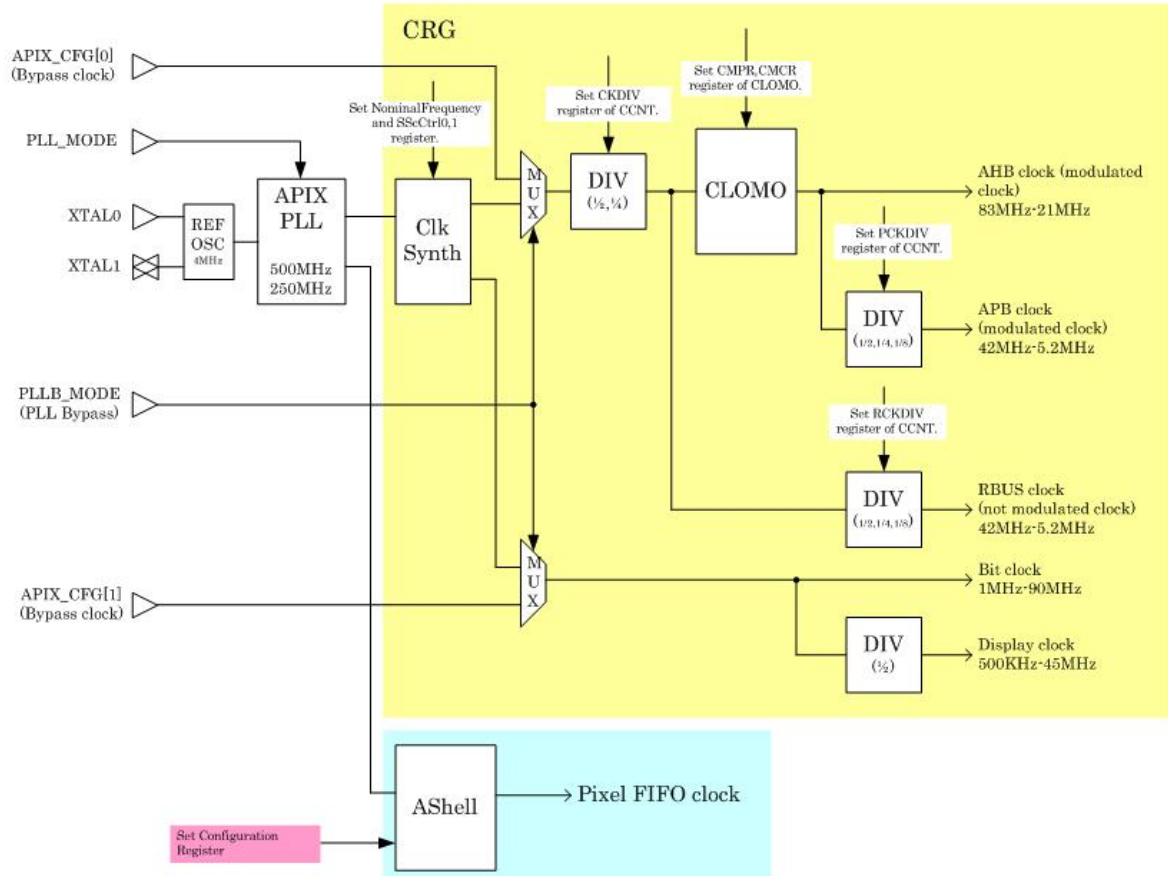 CRG
APIX_CFG[0]
(Bypass clock)
Set NominalFrequency
and SScCtrl0,1
register.
Set CKDIV
register of CCNT.
Set CMPR,CMCR
register of CLOMO.
PLL_MODE
XTAL0
XTAL1
REF
OSC
4MHz
APIX
PLL
500MHz
250MHz
Clk
Synth
MUX
DIV
(½,¼)
CLOMO
AHB clock (modulated
clock)
83MHz-21MHz
Set PCKDIV
register of CCNT.
DIV
(1/2,1/4,1/8)
APB clock
(modulated clock)
42MHz-5.2MHz
PLLB_MODE
(PLL Bypass)
Set RCKDIV
register of CCNT.
DIV
(1/2,1/4,1/8)
RBUS clock
(not modulated clock)
42MHz-5.2MHz
APIX_CFG[1]
(Bypass clock)
MUX
Bit clock
1MHz-90MHz
DIV
(½)
Display clock
500KHz-45MHz
AShell
Pixel FIFO clock
Set Configuration
Register